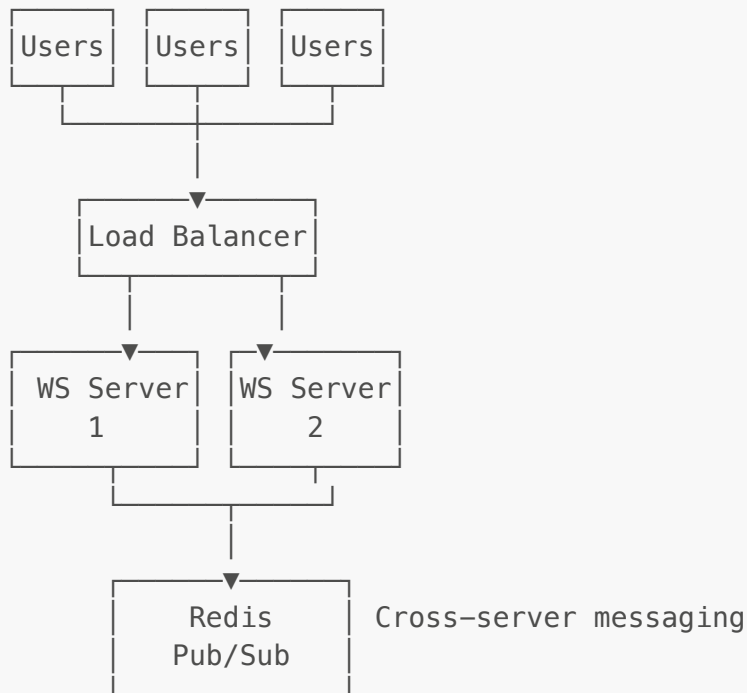 Users Users Users
Load Balancer
WS Server WS Server
1 2
Redis Cross-server messaging
Pub/Sub